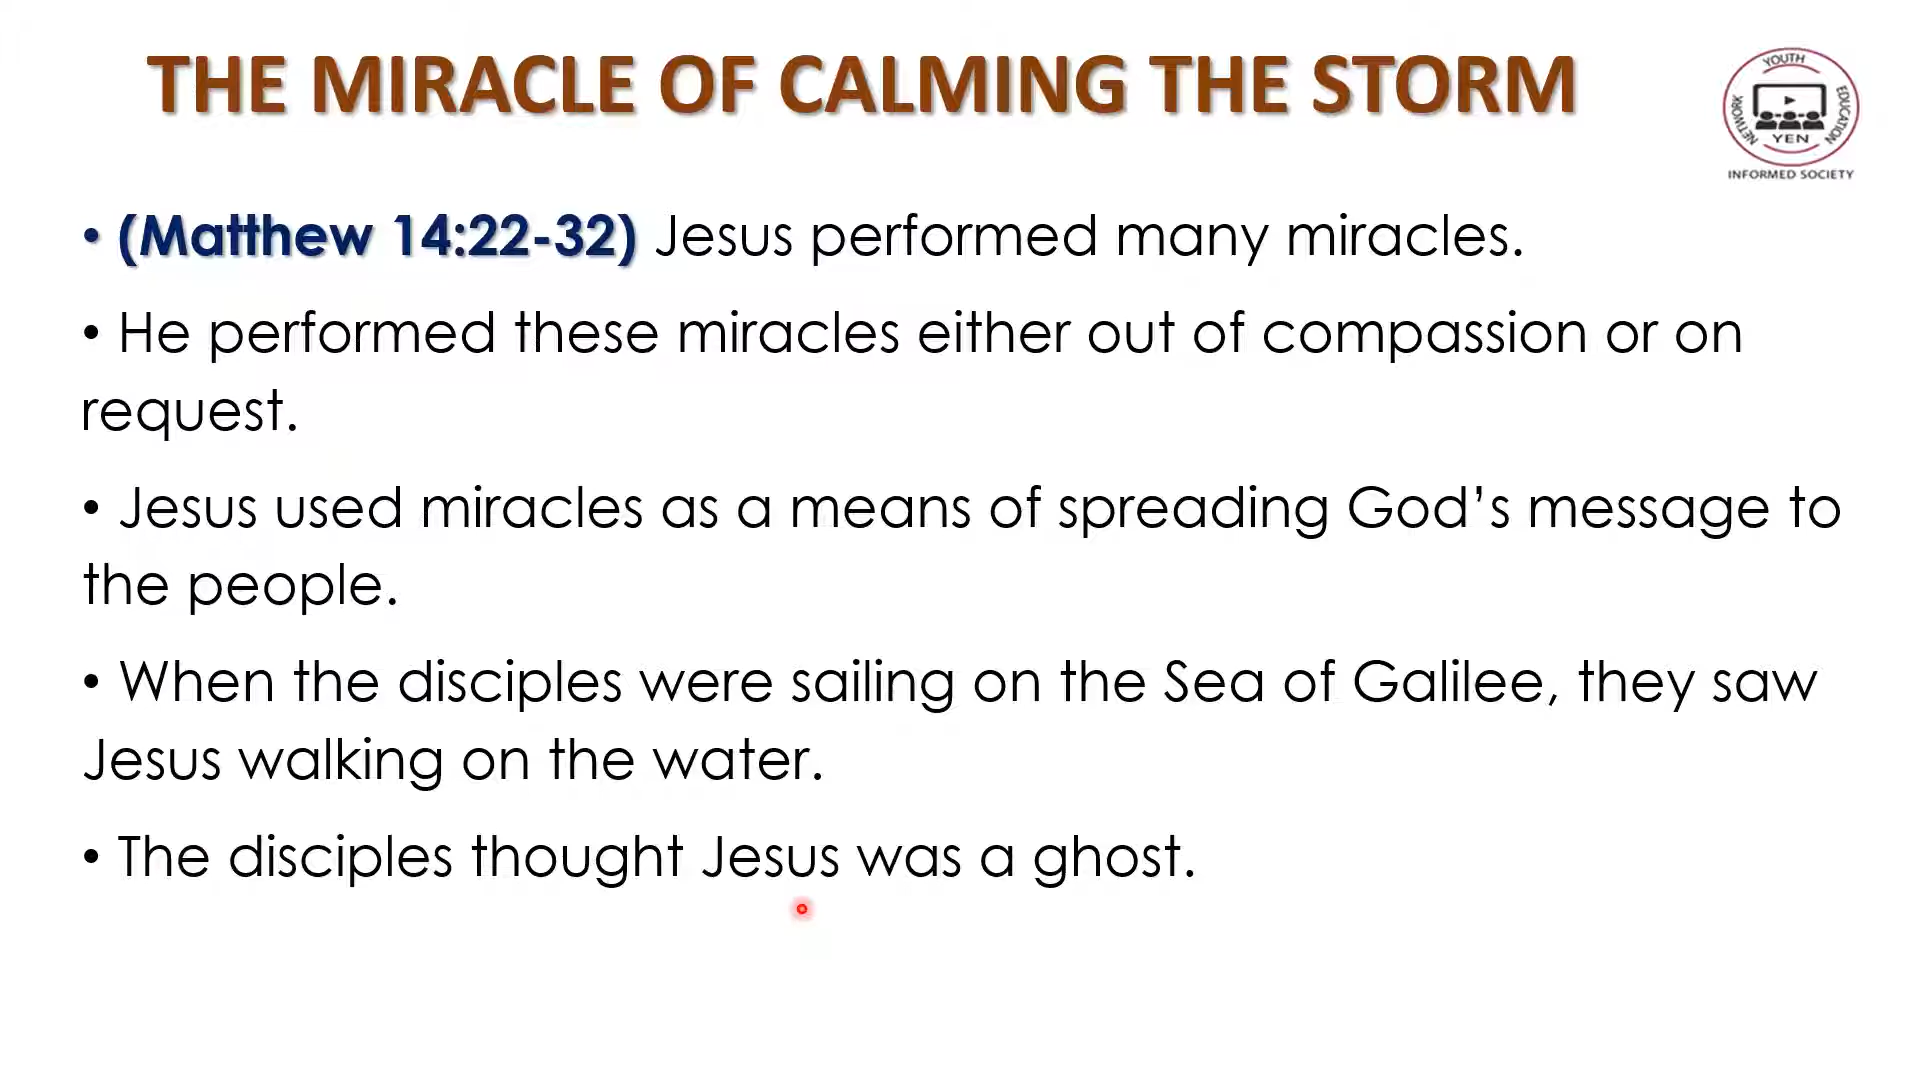 THE MIRACLE OF CALMING THE STORM
YOUTH
EDUCATION
NETWORK
YEN
INFORMED SOCIETY
• (Matthew 14:22-32) Jesus performed many miracles.
• He performed these miracles either out of compassion or on
request.
• Jesus used miracles as a means of spreading God’s message to
the people.
• When the disciples were sailing on the Sea of Galilee, they saw
Jesus walking on the water.
• The disciples thought Jesus was a ghost.